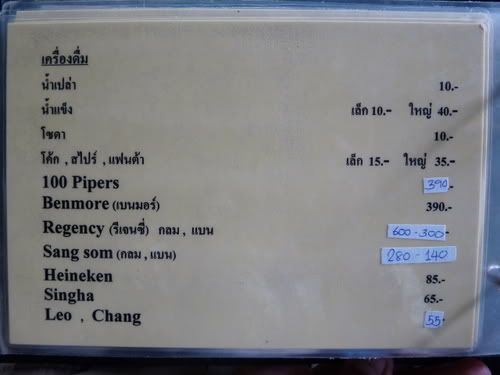 เครื่องดื่ม
น้ำเปล่า 10.-
น้ำแข็ง เล็ก 10.- ใหญ่ 40.-
โซดา 10.-
โค้ก , สไปร์ , แฟนต้า เล็ก 15.- ใหญ่ 35.-
100 Pipers 390.-
Benmore (เบนมอร์) 390.-
Regency (รีเจนซี่) กลม , แบน 600-300.-
Sang som (กลม , แบน) 280-140
Heineken 85.-
Singha 65.-
Leo , Chang 55.-